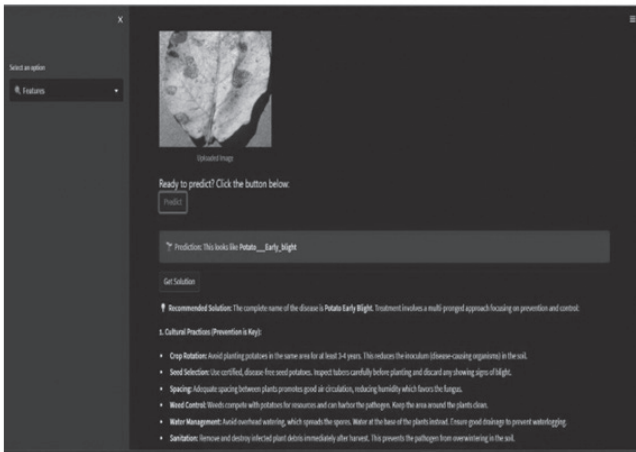 X
Select an option
Features
Uploaded Image
Ready to predict? Click the button below:
Predict
Prediction: This looks like Potato___Early_blight
Get Solution
Recommended Solution: The complete name of the disease is Potato Early Blight. Treatment involves a multi-pronged approach focusing on prevention and control:
1. Cultural Practices (Prevention is Key):
• Crop Rotation: Avoid planting potatoes in the same area for at least 3-4 years. This reduces the inoculum (disease-causing organisms) in the soil.
• Seed Selection: Use certified, disease-free seed potatoes. Inspect tubers carefully before planting and discard any showing signs of blight.
• Spacing: Adequate spacing between plants promotes good air circulation, reducing humidity which favors the fungus.
• Weed Control: Weeds compete with potatoes for resources and can harbor the pathogen. Keep the area around the plants clean.
• Water Management: Avoid overhead watering, which spreads the spores. Water at the base of the plants instead. Ensure good drainage to prevent waterlogging.
• Sanitation: Remove and destroy infected plant debris immediately after harvest. This prevents the pathogen from overwintering in the soil.